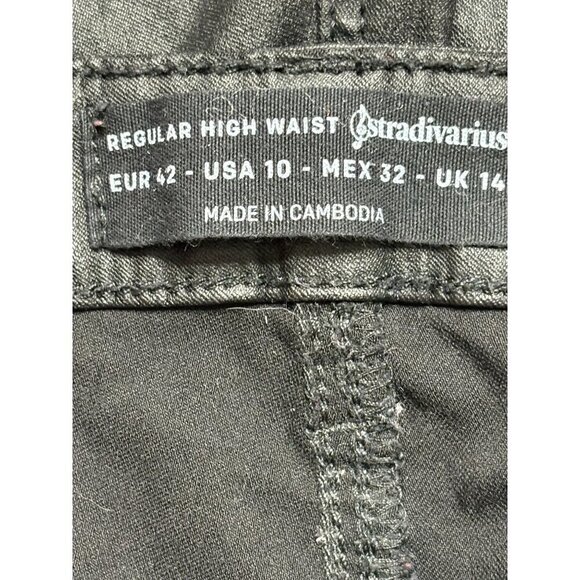 REGULAR HIGH WAIST stradivarius
EUR 42 - USA 10 - MEX 32 - UK 14
MADE IN CAMBODIA